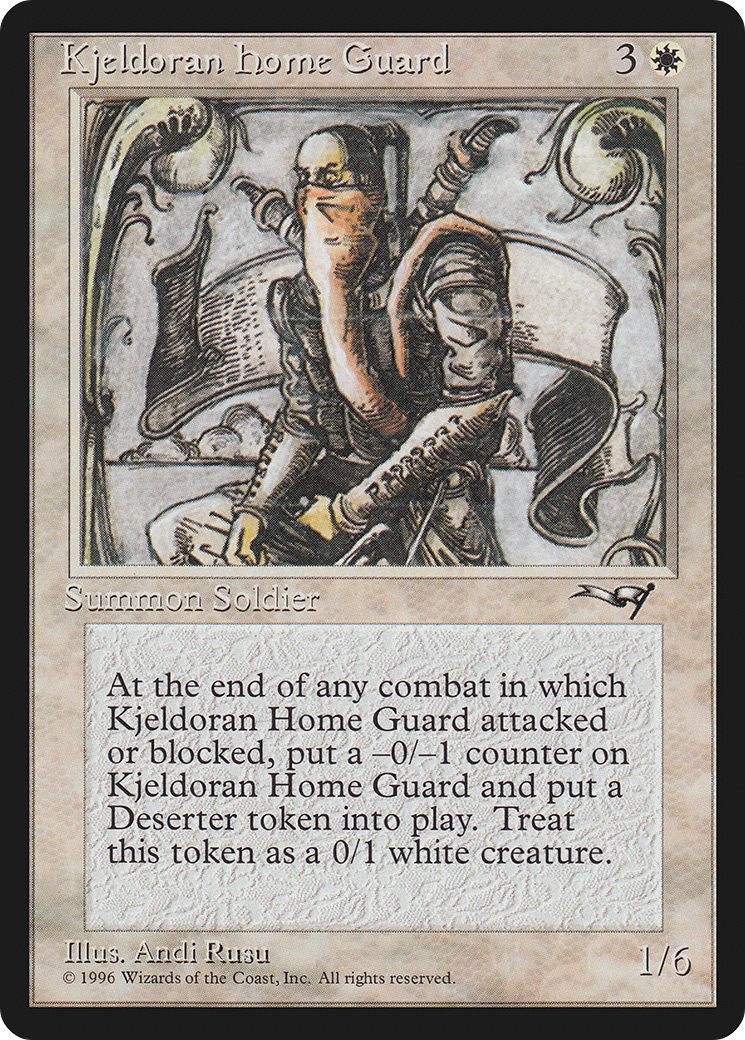 Kjeldoran Home Guard 3
Summon Soldier
At the end of any combat in which
Kjeldoran Home Guard attacked
or blocked, put a –0/–1 counter on
Kjeldoran Home Guard and put a
Deserter token into play. Treat
this token as a 0/1 white creature.
Illus. Andi Rusu
1/6
© 1996 Wizards of the Coast, Inc. All rights reserved.